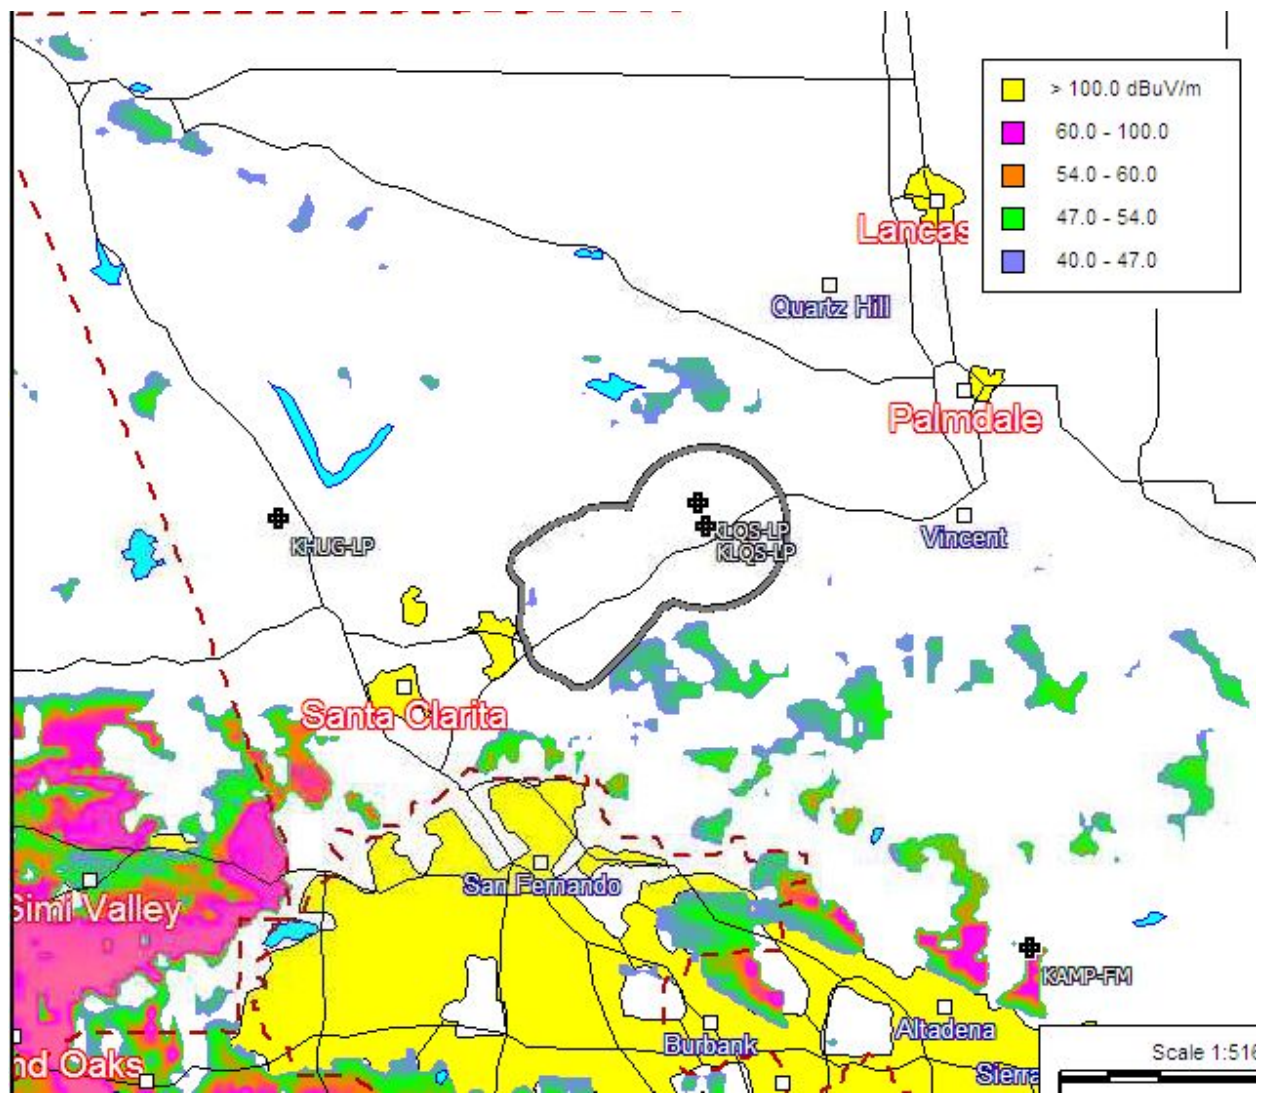 > 100.0 dBuV/m
60.0 - 100.0
54.0 - 60.0
47.0 - 54.0
40.0 - 47.0
Lancas
Quartz Hill
Palmdale
KLQS-LP
KLQS-LP
Vincent
KHUG-LP
Santa Clarita
San Fernando
Simi Valley
KAMP-FM
Altadena
Burbank
nd Oaks
Sierra
Scale 1:516